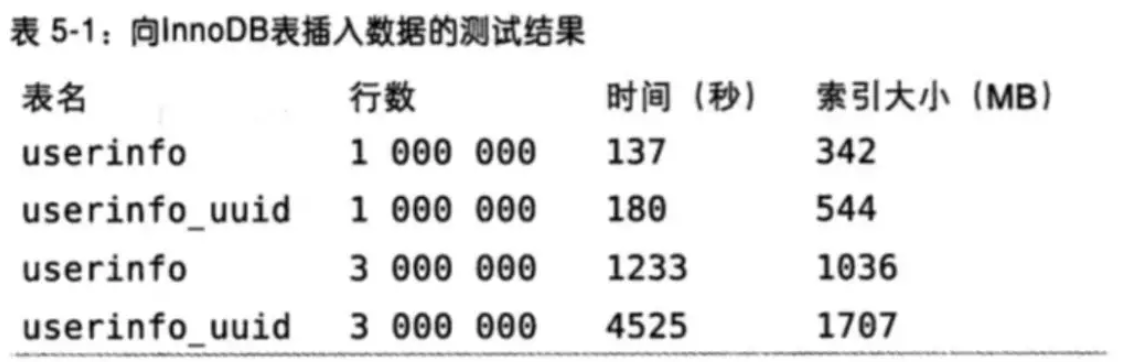 表 5-1：向InnoDB表插入数据的测试结果
表名 行数 时间（秒） 索引大小（MB）
userinfo 1 000 000 137 342
userinfo_uuid 1 000 000 180 544
userinfo 3 000 000 1233 1036
userinfo_uuid 3 000 000 4525 1707